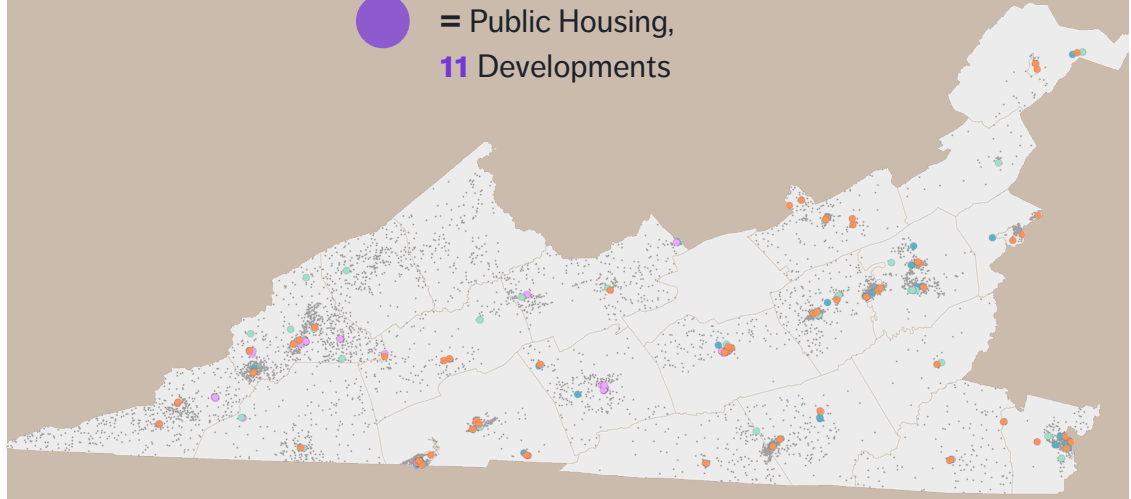 = Public Housing,
11 Developments